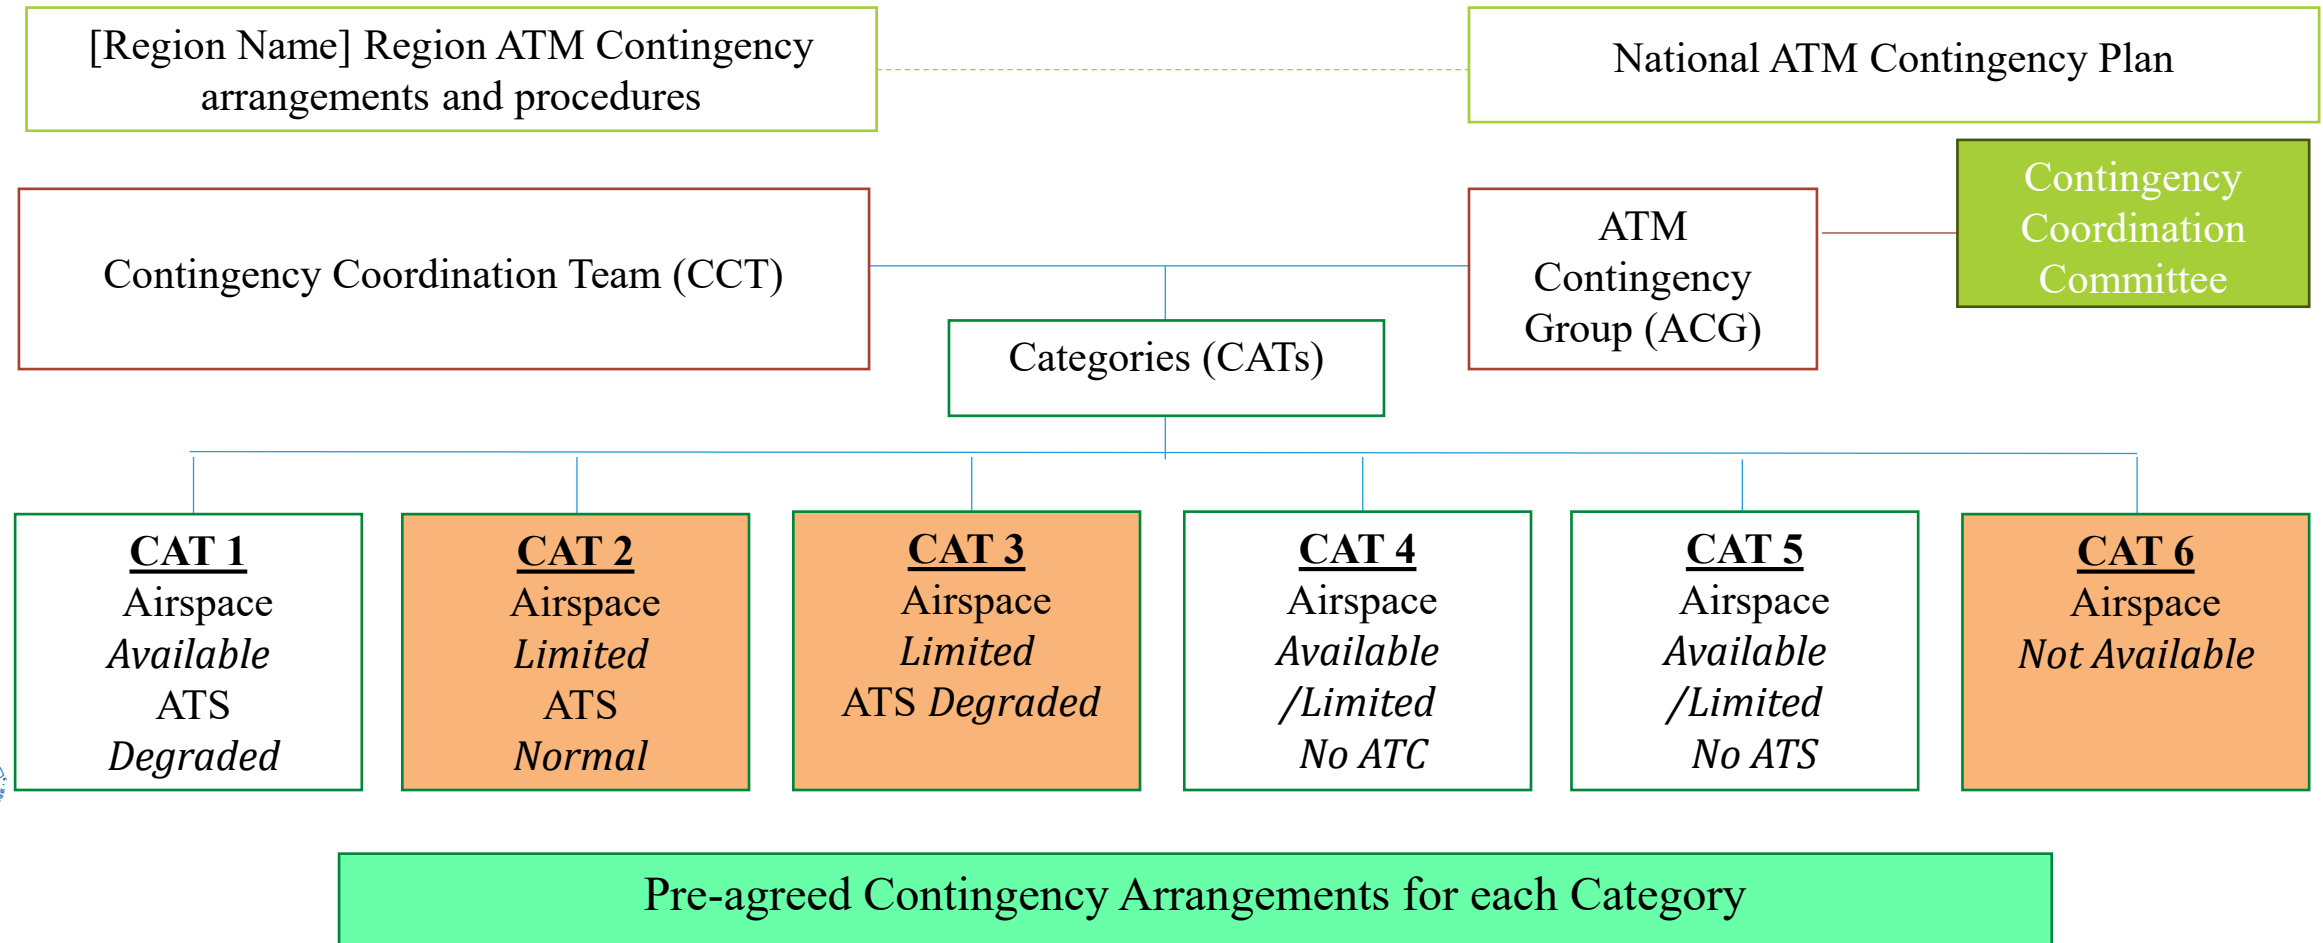 [Region Name] Region ATM Contingency
arrangements and procedures
National ATM Contingency Plan
Contingency Coordination Team (CCT)
ATM
Contingency
Group (ACG)
Contingency
Coordination
Committee
Categories (CATs)
CAT 1
Airspace
Available
ATS
Degraded
CAT 2
Airspace
Limited
ATS
Normal
CAT 3
Airspace
Limited
ATS Degraded
CAT 4
Airspace
Available
/Limited
No ATC
CAT 5
Airspace
Available
/Limited
No ATS
CAT 6
Airspace
Not Available
Pre-agreed Contingency Arrangements for each Category